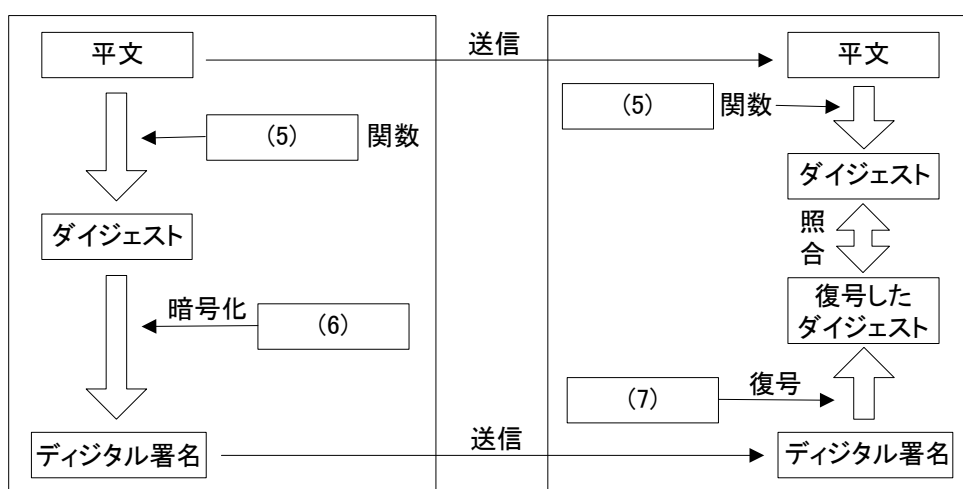 平文
送信
平文
(5)
関数
(5)
関数
ダイジェスト
ダイジェスト
照
合
暗号化
(6)
復号した
ダイジェスト
(7)
復号
ディジタル署名
送信
ディジタル署名